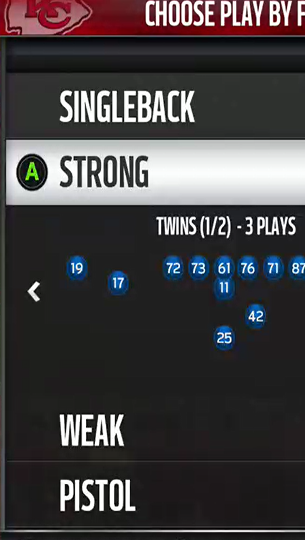 KC
CHOOSE PLAY BY F
SINGLEBACK
A STRONG
TWINS (1/2) - 3 PLAYS
19 72 73 61 76 71 87
17 11
42
25
WEAK
PISTOL